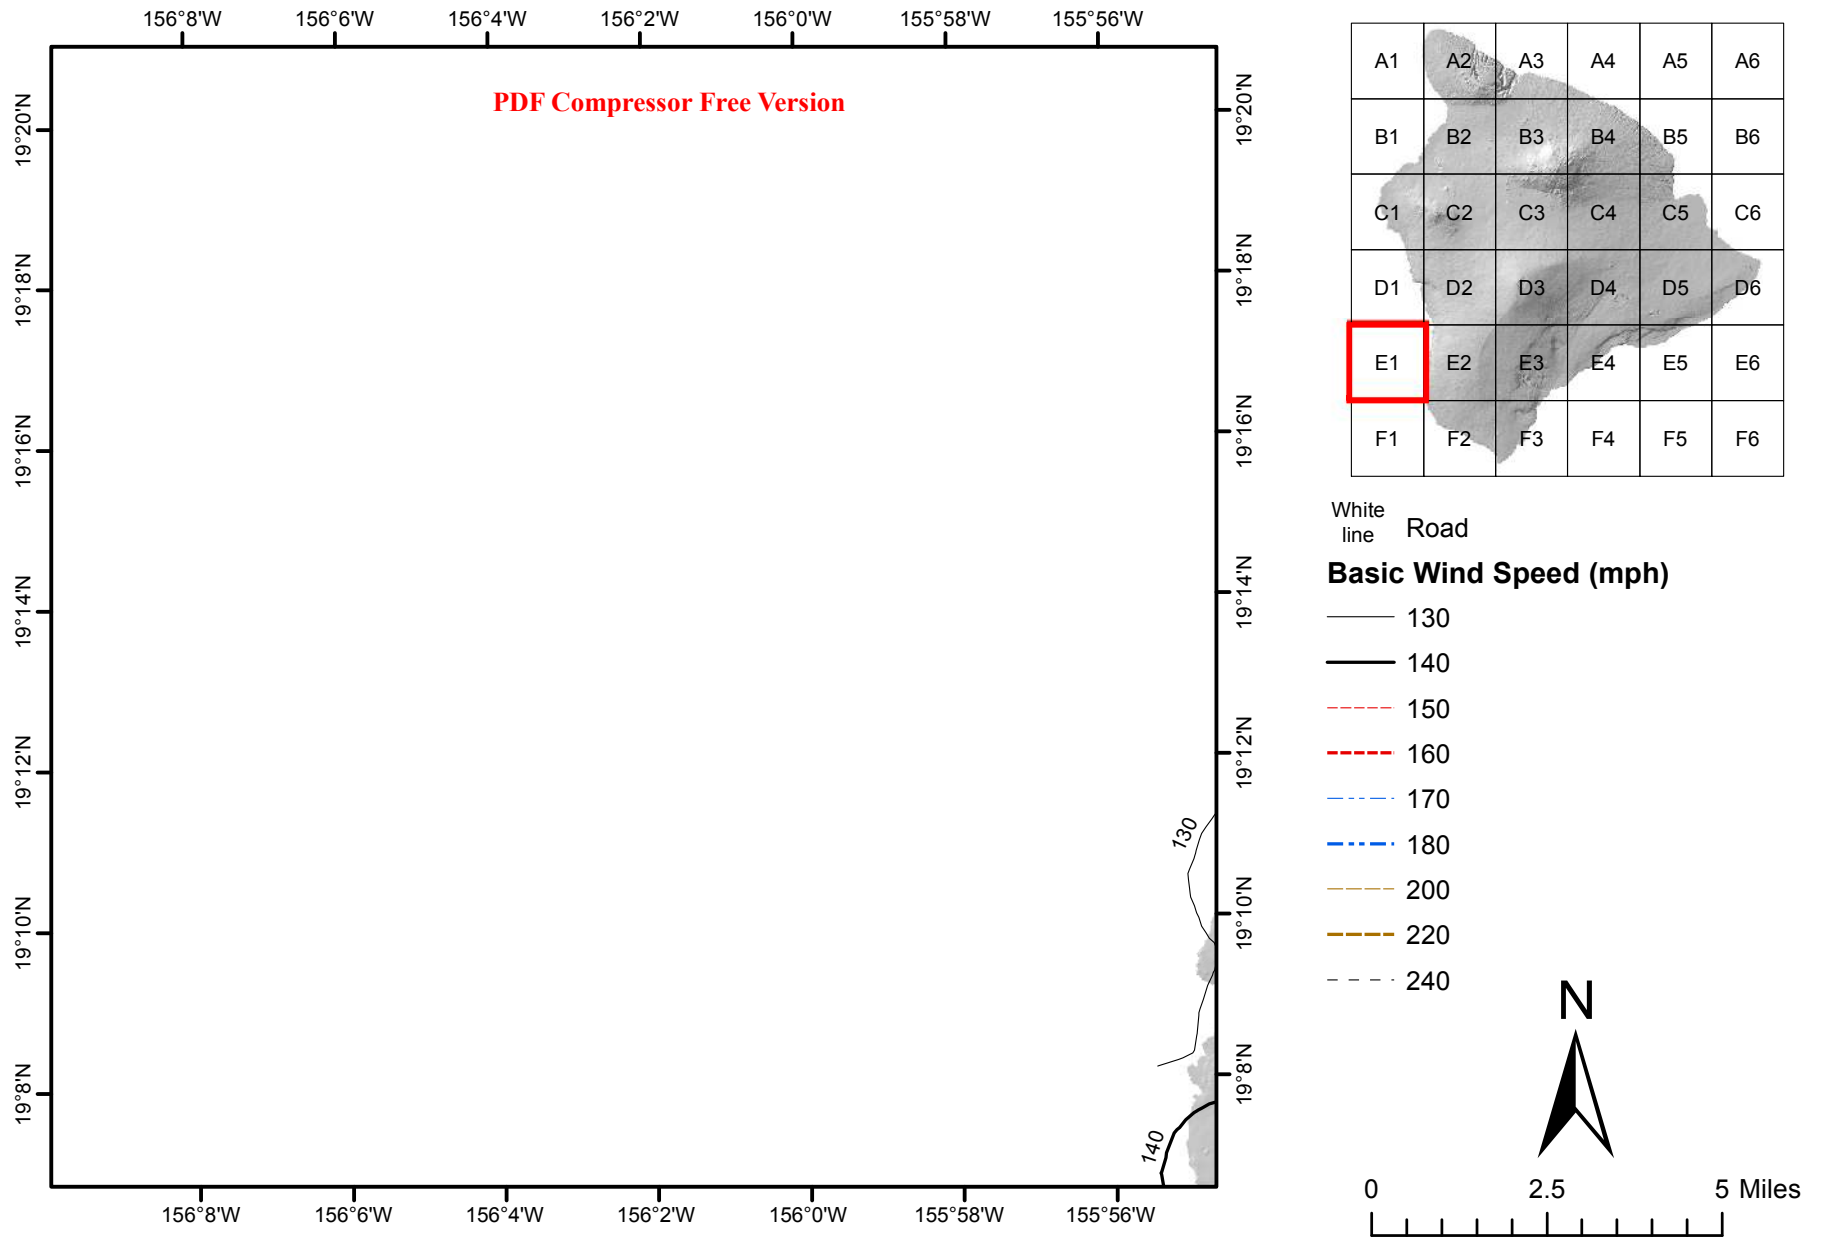 156°8'W 156°6'W 156°4'W 156°2'W 156°0'W 155°58'W 155°56'W
PDF Compressor Free Version
19°20'N
19°18'N
19°16'N
19°14'N
19°12'N
19°10'N
19°8'N
130
140
19°20'N
19°18'N
19°16'N
19°14'N
19°12'N
19°10'N
19°8'N
156°8'W 156°6'W 156°4'W 156°2'W 156°0'W 155°58'W 155°56'W
A1 A2 A3 A4 A5 A6
B1 B2 B3 B4 B5 B6
C1 C2 C3 C4 C5 C6
D1 D2 D3 D4 D5 D6
E1 E2 E3 E4 E5 E6
F1 F2 F3 F4 F5 F6
White
line
Road
Basic Wind Speed (mph)
130
140
150
160
170
180
200
220
240
N
0 2.5 5 Miles